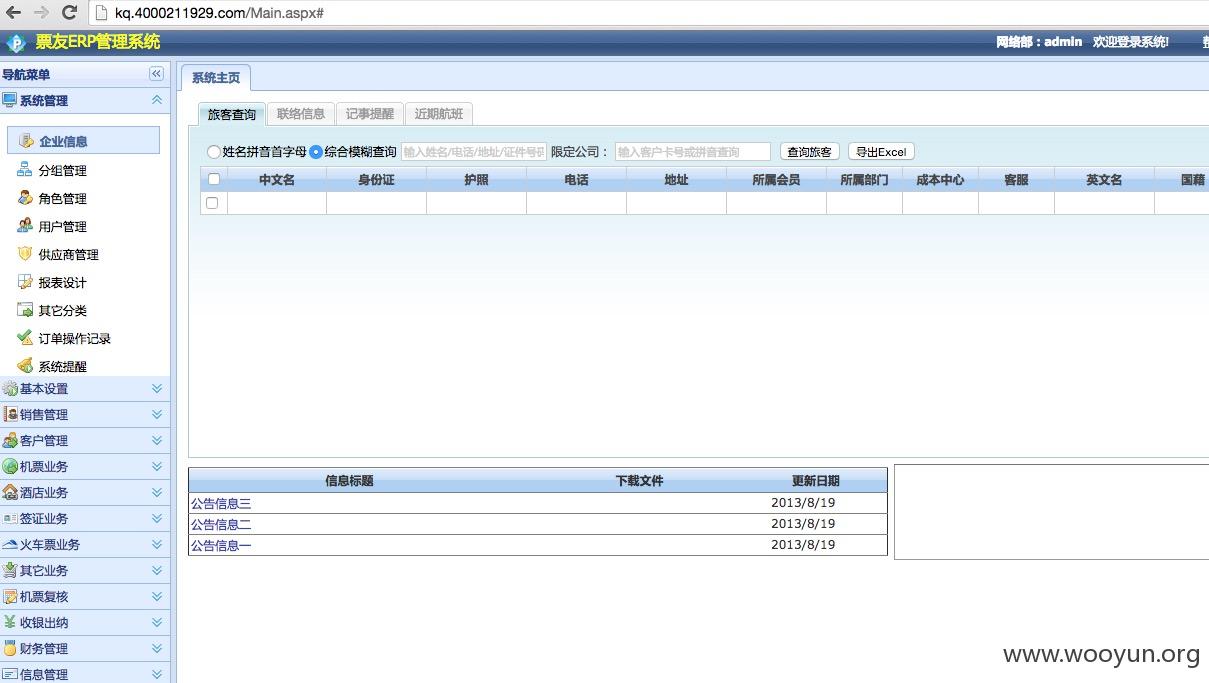 kq.4000211929.com/Main.aspx#
票友ERP管理系统
网络部：admin 欢迎登录系统!
导航菜单
系统管理
企业信息
分组管理
角色管理
用户管理
供应商管理
报表设计
其它分类
订单操作记录
系统提醒
基本设置
销售管理
客户管理
机票业务
酒店业务
签证业务
火车票业务
其它业务
机票复核
收银出纳
财务管理
信息管理
系统主页
旅客查询 联络信息 记事提醒 近期航班
姓名拼音首字母 综合模糊查询 输入姓名/电话/地址/证件号码 限定公司： 输入客户卡号或拼音查询 查询旅客 导出Excel
中文名 身份证 护照 电话 地址 所属会员 所属部门 成本中心 客服 英文名 国籍
信息标题 下载文件 更新日期
公告信息三 2013/8/19
公告信息二 2013/8/19
公告信息一 2013/8/19
www.wooyun.org